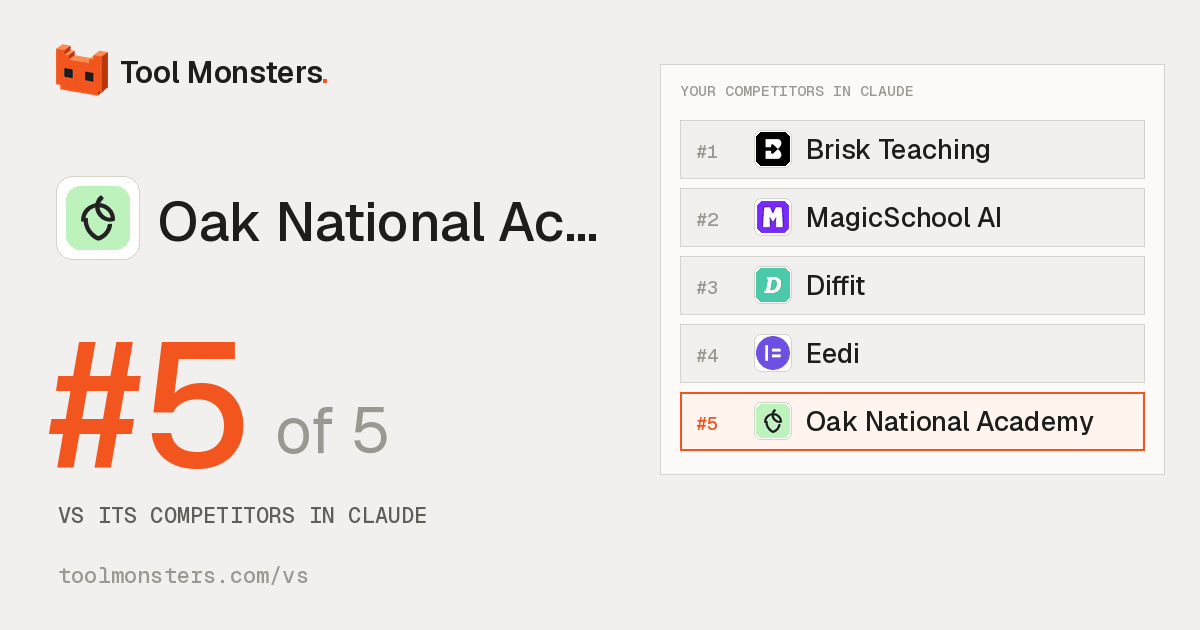 Tool Monsters.
Oak National Ac...
#5 of 5
VS ITS COMPETITORS IN CLAUDE
toolmonsters.com/vs
YOUR COMPETITORS IN CLAUDE
#1 Brisk Teaching
#2 MagicSchool AI
#3 Diffit
#4 Eedi
#5 Oak National Academy